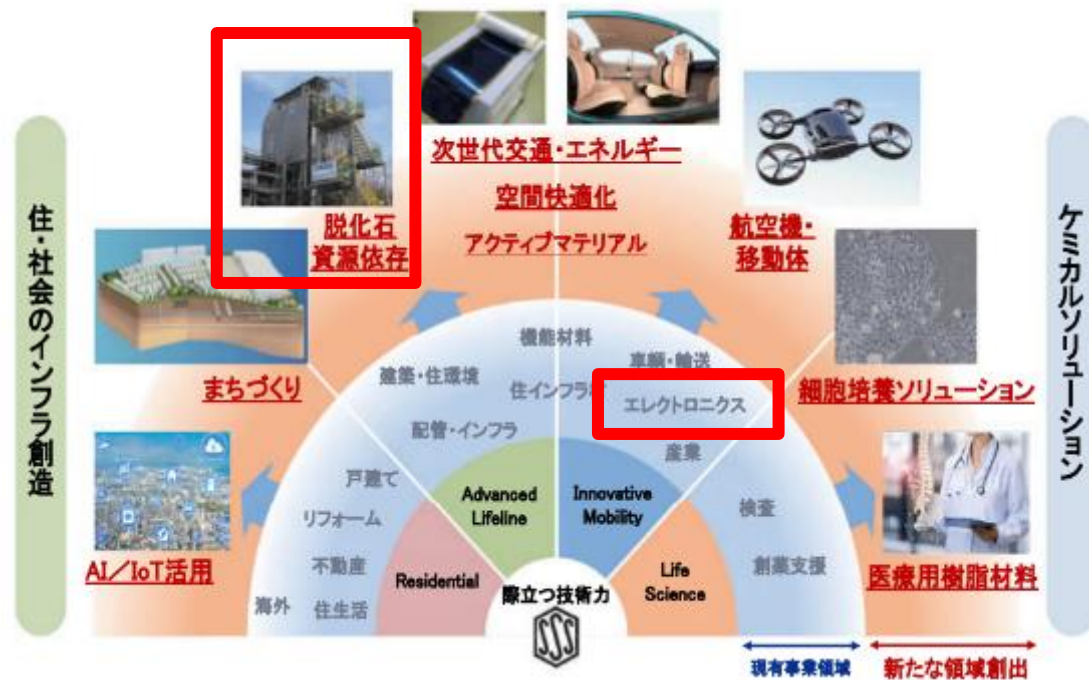 次世代交通・エネルギー
空間快適化
アクティブマテリアル
脱化石
資源依存
航空機・
移動体
まちづくり
細胞培養ソリューション
AI/IoT活用
医療用樹脂材料
住・社会のインフラ創造
ケミカルソリューション
機能材料
車輌・輸送
建築・住環境
住インフラ
エレクトロニクス
配管・インフラ
産業
戸建て
リフォーム
不動産
海外
住生活
検査
創薬支援
Advanced
Lifeline
Innovative
Mobility
Residential
Life
Science
際立つ技術力
SSS
現有事業領域
新たな領域創出